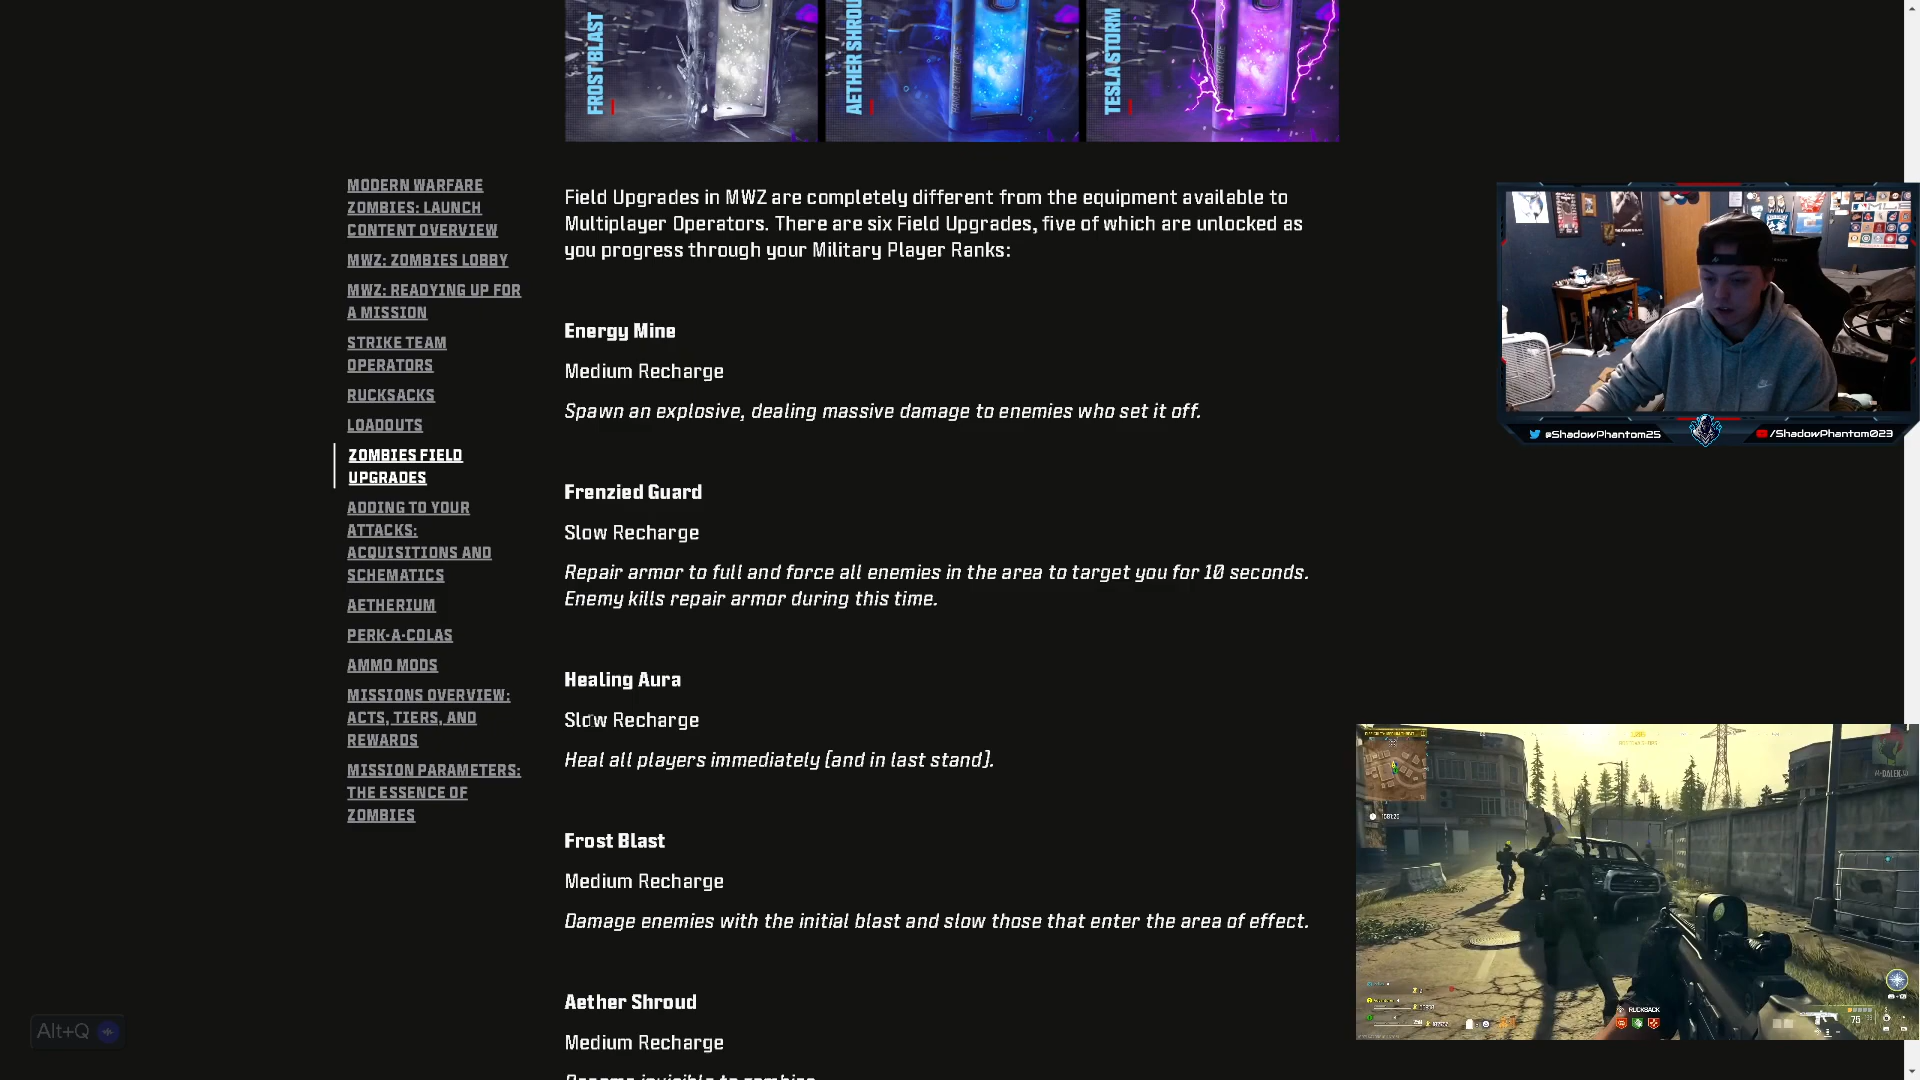 FROST BLAST
AETHER SHROU
TESLA STORM
MODERN WARFARE
ZOMBIES: LAUNCH
CONTENT OVERVIEW
MWZ: ZOMBIES LOBBY
MWZ: READYING UP FOR
A MISSION
STRIKE TEAM
OPERATORS
RUCKSACKS
LOADOUTS
ZOMBIES FIELD
UPGRADES
ADDING TO YOUR
ATTACKS:
ACQUISITIONS AND
SCHEMATICS
AETHERIUM
PERK-A-COLAS
AMMO MODS
MISSIONS OVERVIEW:
ACTS, TIERS, AND
REWARDS
MISSION PARAMETERS:
THE ESSENCE OF
ZOMBIES
Field Upgrades in MWZ are completely different from the equipment available to
Multiplayer Operators. There are six Field Upgrades, five of which are unlocked as
you progress through your Military Player Ranks:
Energy Mine
Medium Recharge
Spawn an explosive, dealing massive damage to enemies who set it off.
Frenzied Guard
Slow Recharge
Repair armor to full and force all enemies in the area to target you for 10 seconds.
Enemy kills repair armor during this time.
Healing Aura
Slow Recharge
Heal all players immediately [and in last stand].
Frost Blast
Medium Recharge
Damage enemies with the initial blast and slow those that enter the area of effect.
Aether Shroud
Medium Recharge
Become invisible to zombies
@ShadowPhantom25
/ShadowPhantom023
RUCKSACK
75
Alt+Q